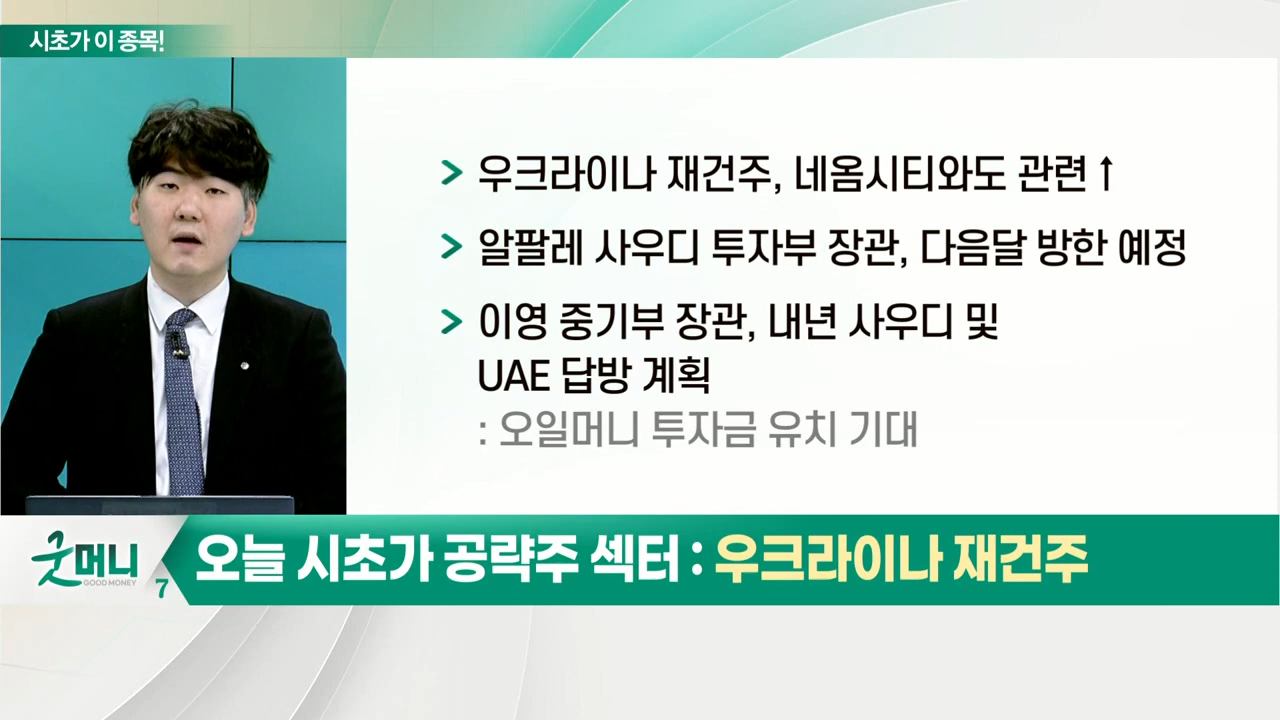 시초가 이 종목!
> 우크라이나 재건주, 네옴시티와도 관련 ↑
> 알팔레 사우디 투자부 장관, 다음달 방한 예정
> 이영 중기부 장관, 내년 사우디 및
UAE 답방 계획
: 오일머니 투자금 유치 기대
굿머니
GOOD MONEY
7
오늘 시초가 공략주 섹터 : 우크라이나 재건주